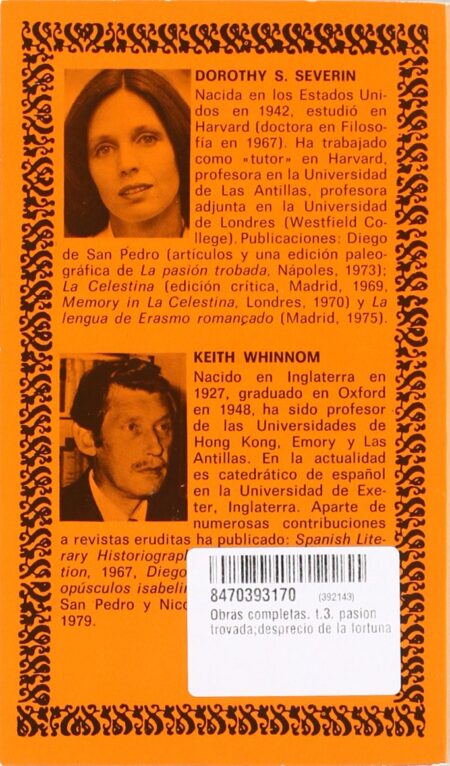 DOROTHY S. SEVERIN
Nacida en los Estados Uni-
dos en 1942, estudió en
Harvard (doctora en Filoso-
fía en 1967). Ha trabajado
como «tutor» en Harvard,
profesora en la Universidad
de Las Antillas, profesora
adjunta en la Universidad
de Londres (Westfield Co-
llege). Publicaciones: Diego
de San Pedro (artículos y una edición paleo-
gráfica de La pasión trobada, Nápoles, 1973);
La Celestina (edición crítica, Madrid, 1969,
Memory in La Celestina, Londres, 1970) y La
lengua de Erasmo romançado (Madrid, 1975).
KEITH WHINNOM
Nacido en Inglaterra en
1927, graduado en Oxford
en 1948, ha sido profesor
de las Universidades de
Hong Kong, Emory y Las
Antillas. En la actualidad
es catedrático de español
en la Universidad de Exe-
ter, Inglaterra. Aparte de
numerosas contribuciones
a revistas eruditas ha publicado: Spanish Lite-
rary Historiograph
tion, 1967, Diego
opúsculos isabelin
San Pedro y Nico
1979.
8470393170 (392143)
Obras completas. t.3. pasion
trovada;desprecio de la fortuna